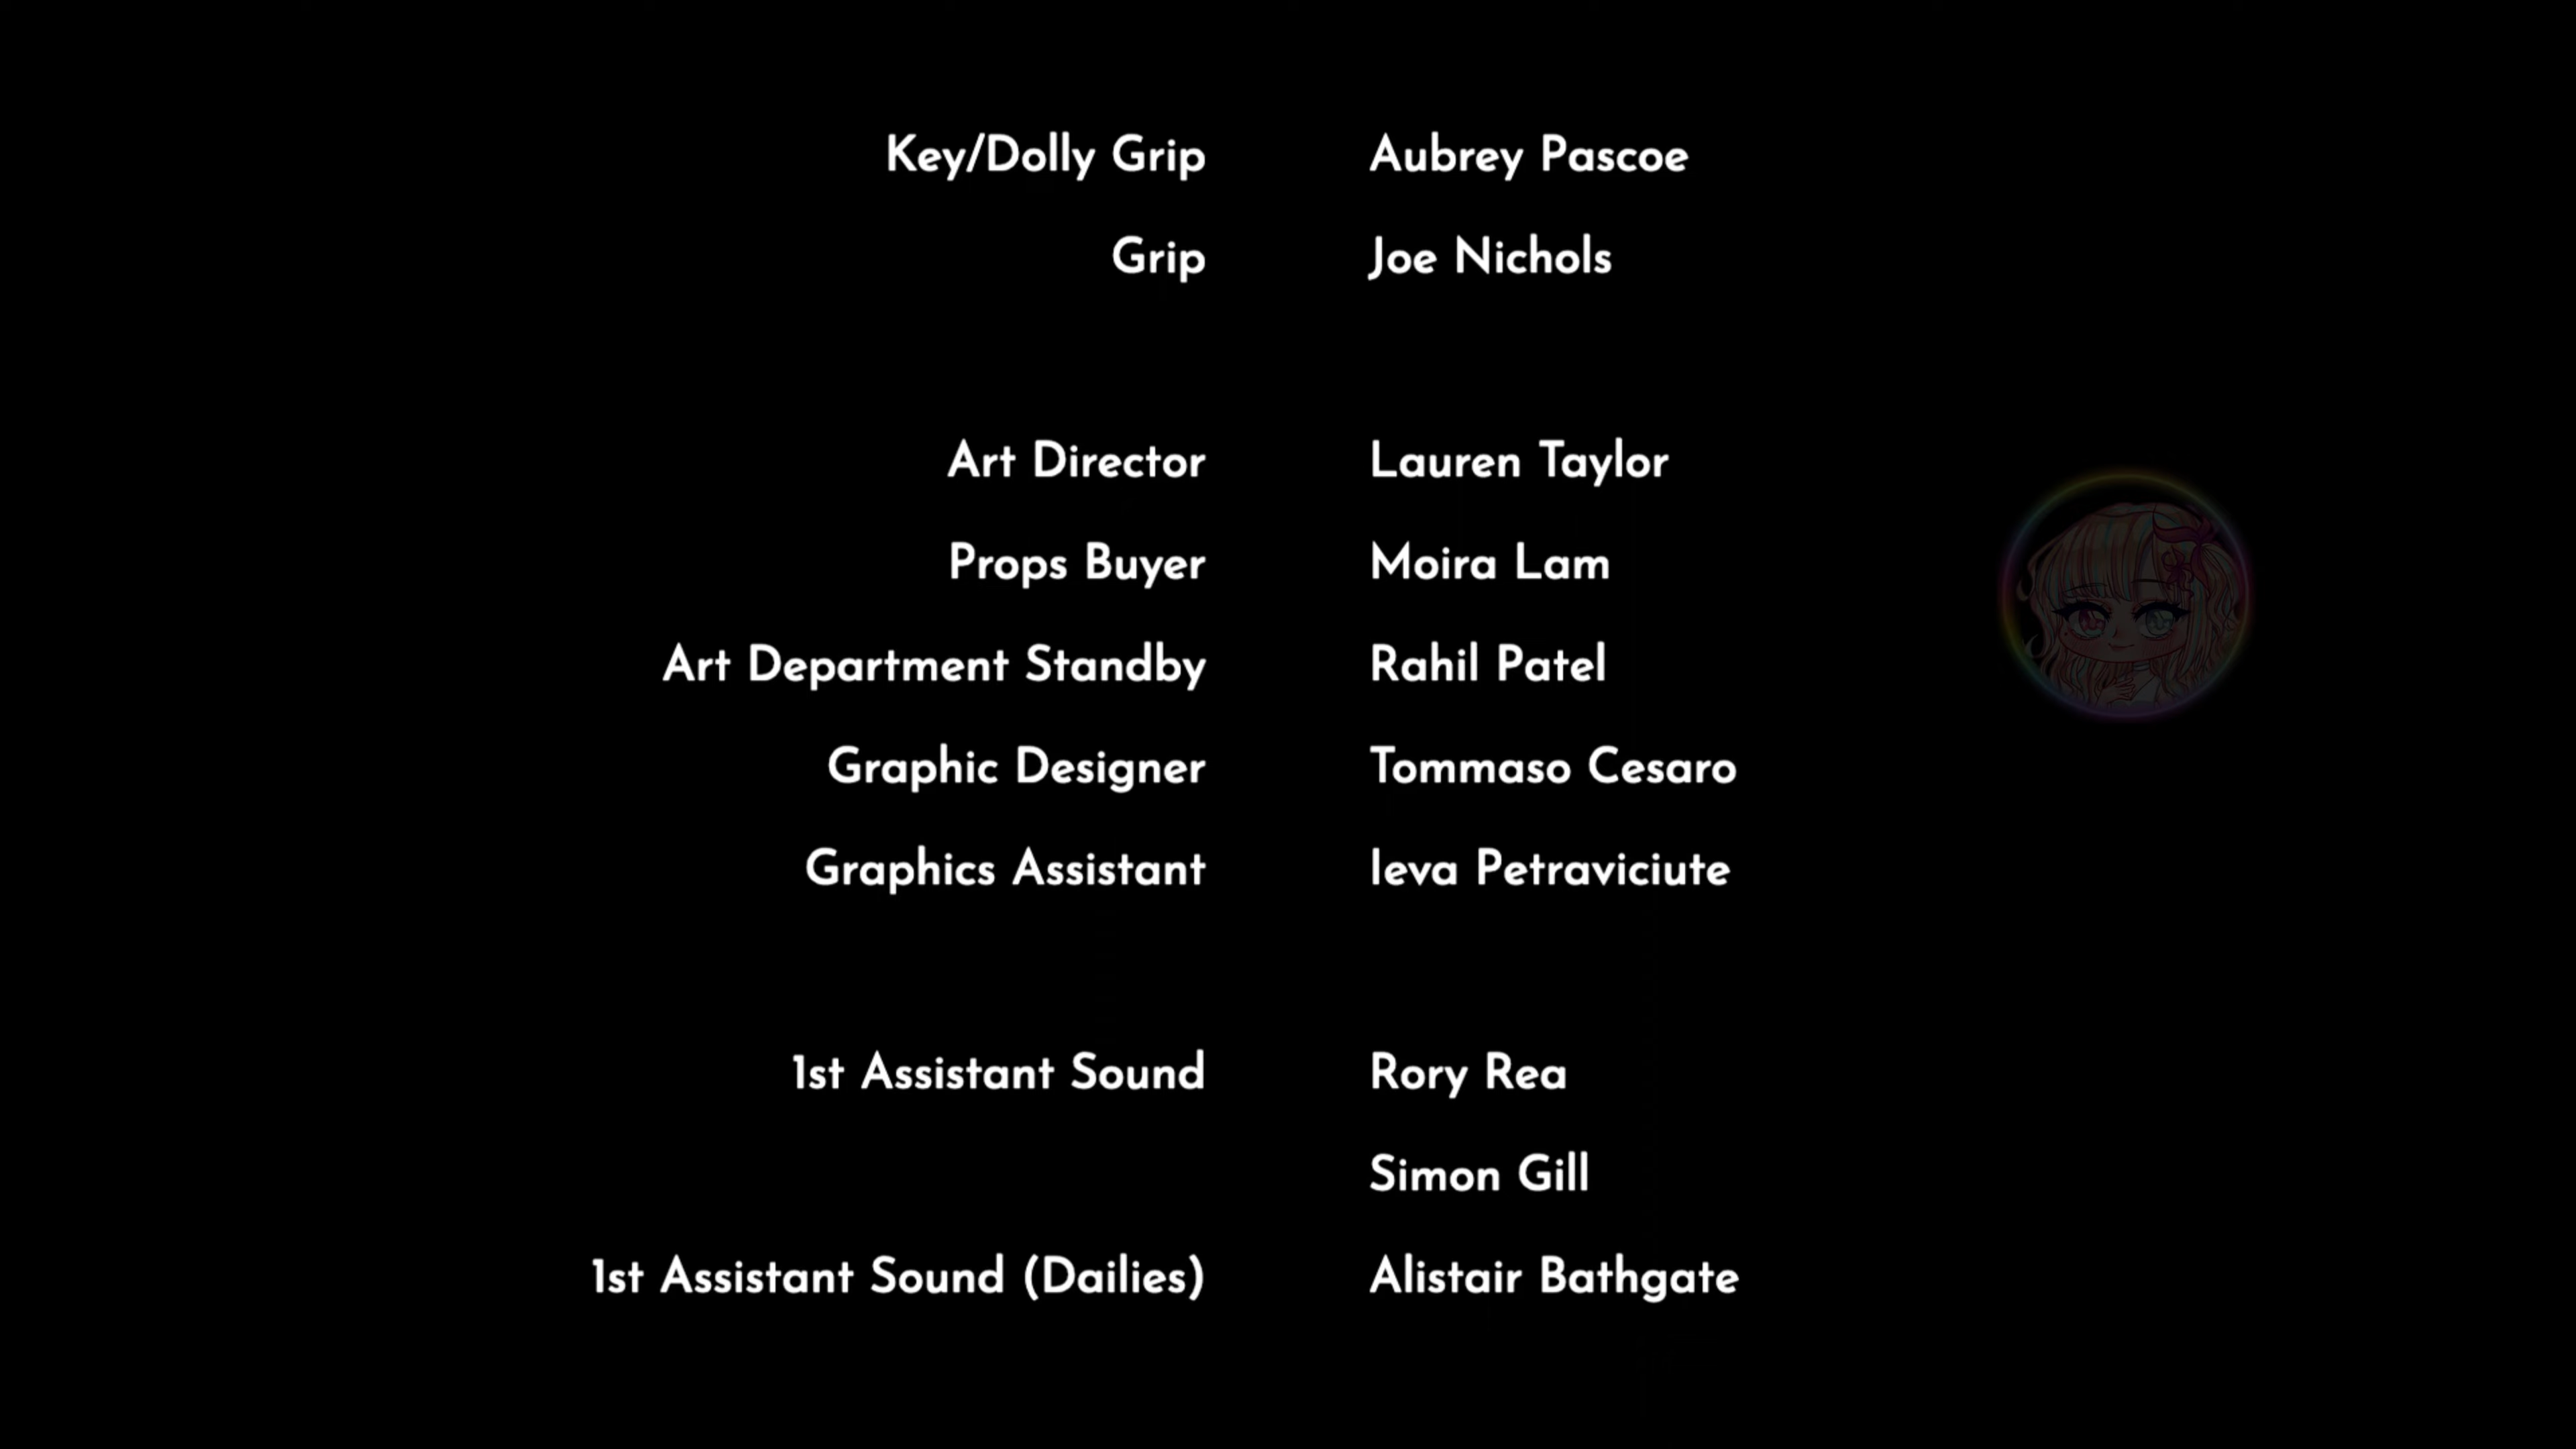 Key/Dolly Grip Aubrey Pascoe
Grip Joe Nichols
Art Director Lauren Taylor
Props Buyer Moira Lam
Art Department Standby Rahil Patel
Graphic Designer Tommaso Cesaro
Graphics Assistant Ieva Petraviciute
1st Assistant Sound Rory Rea
Simon Gill
1st Assistant Sound (Dailies) Alistair Bathgate